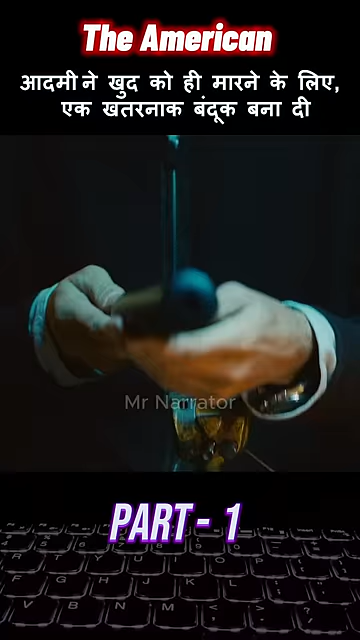 The American
आदमी ने खुद को ही मारने के लिए,
एक खतरनाक बंदूक बना दी
Mr Narrator
PART - 1